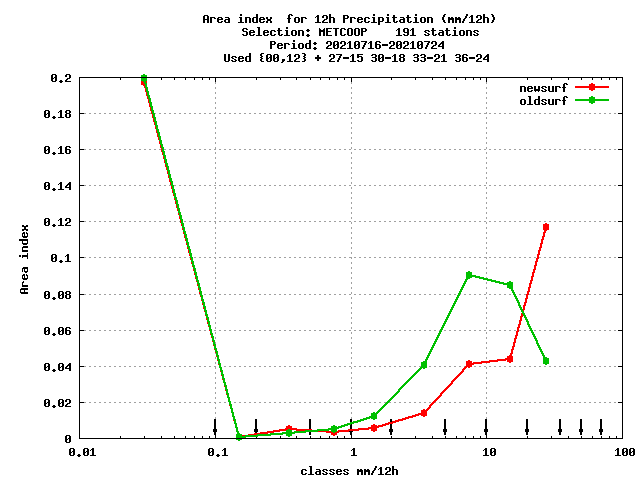 Area index  for 12h Precipitation (mm/12h)
Selection: METCOOP    191 stations
Period: 20210716-20210724
Used {00,12} + 27-15 30-18 33-21 36-24
newsurf
oldsurf
0.2
0.18
0.16
0.14
0.12
0.1
0.08
0.06
0.04
0.02
0
Area index
0.01 0.1 1 10 100
classes mm/12h